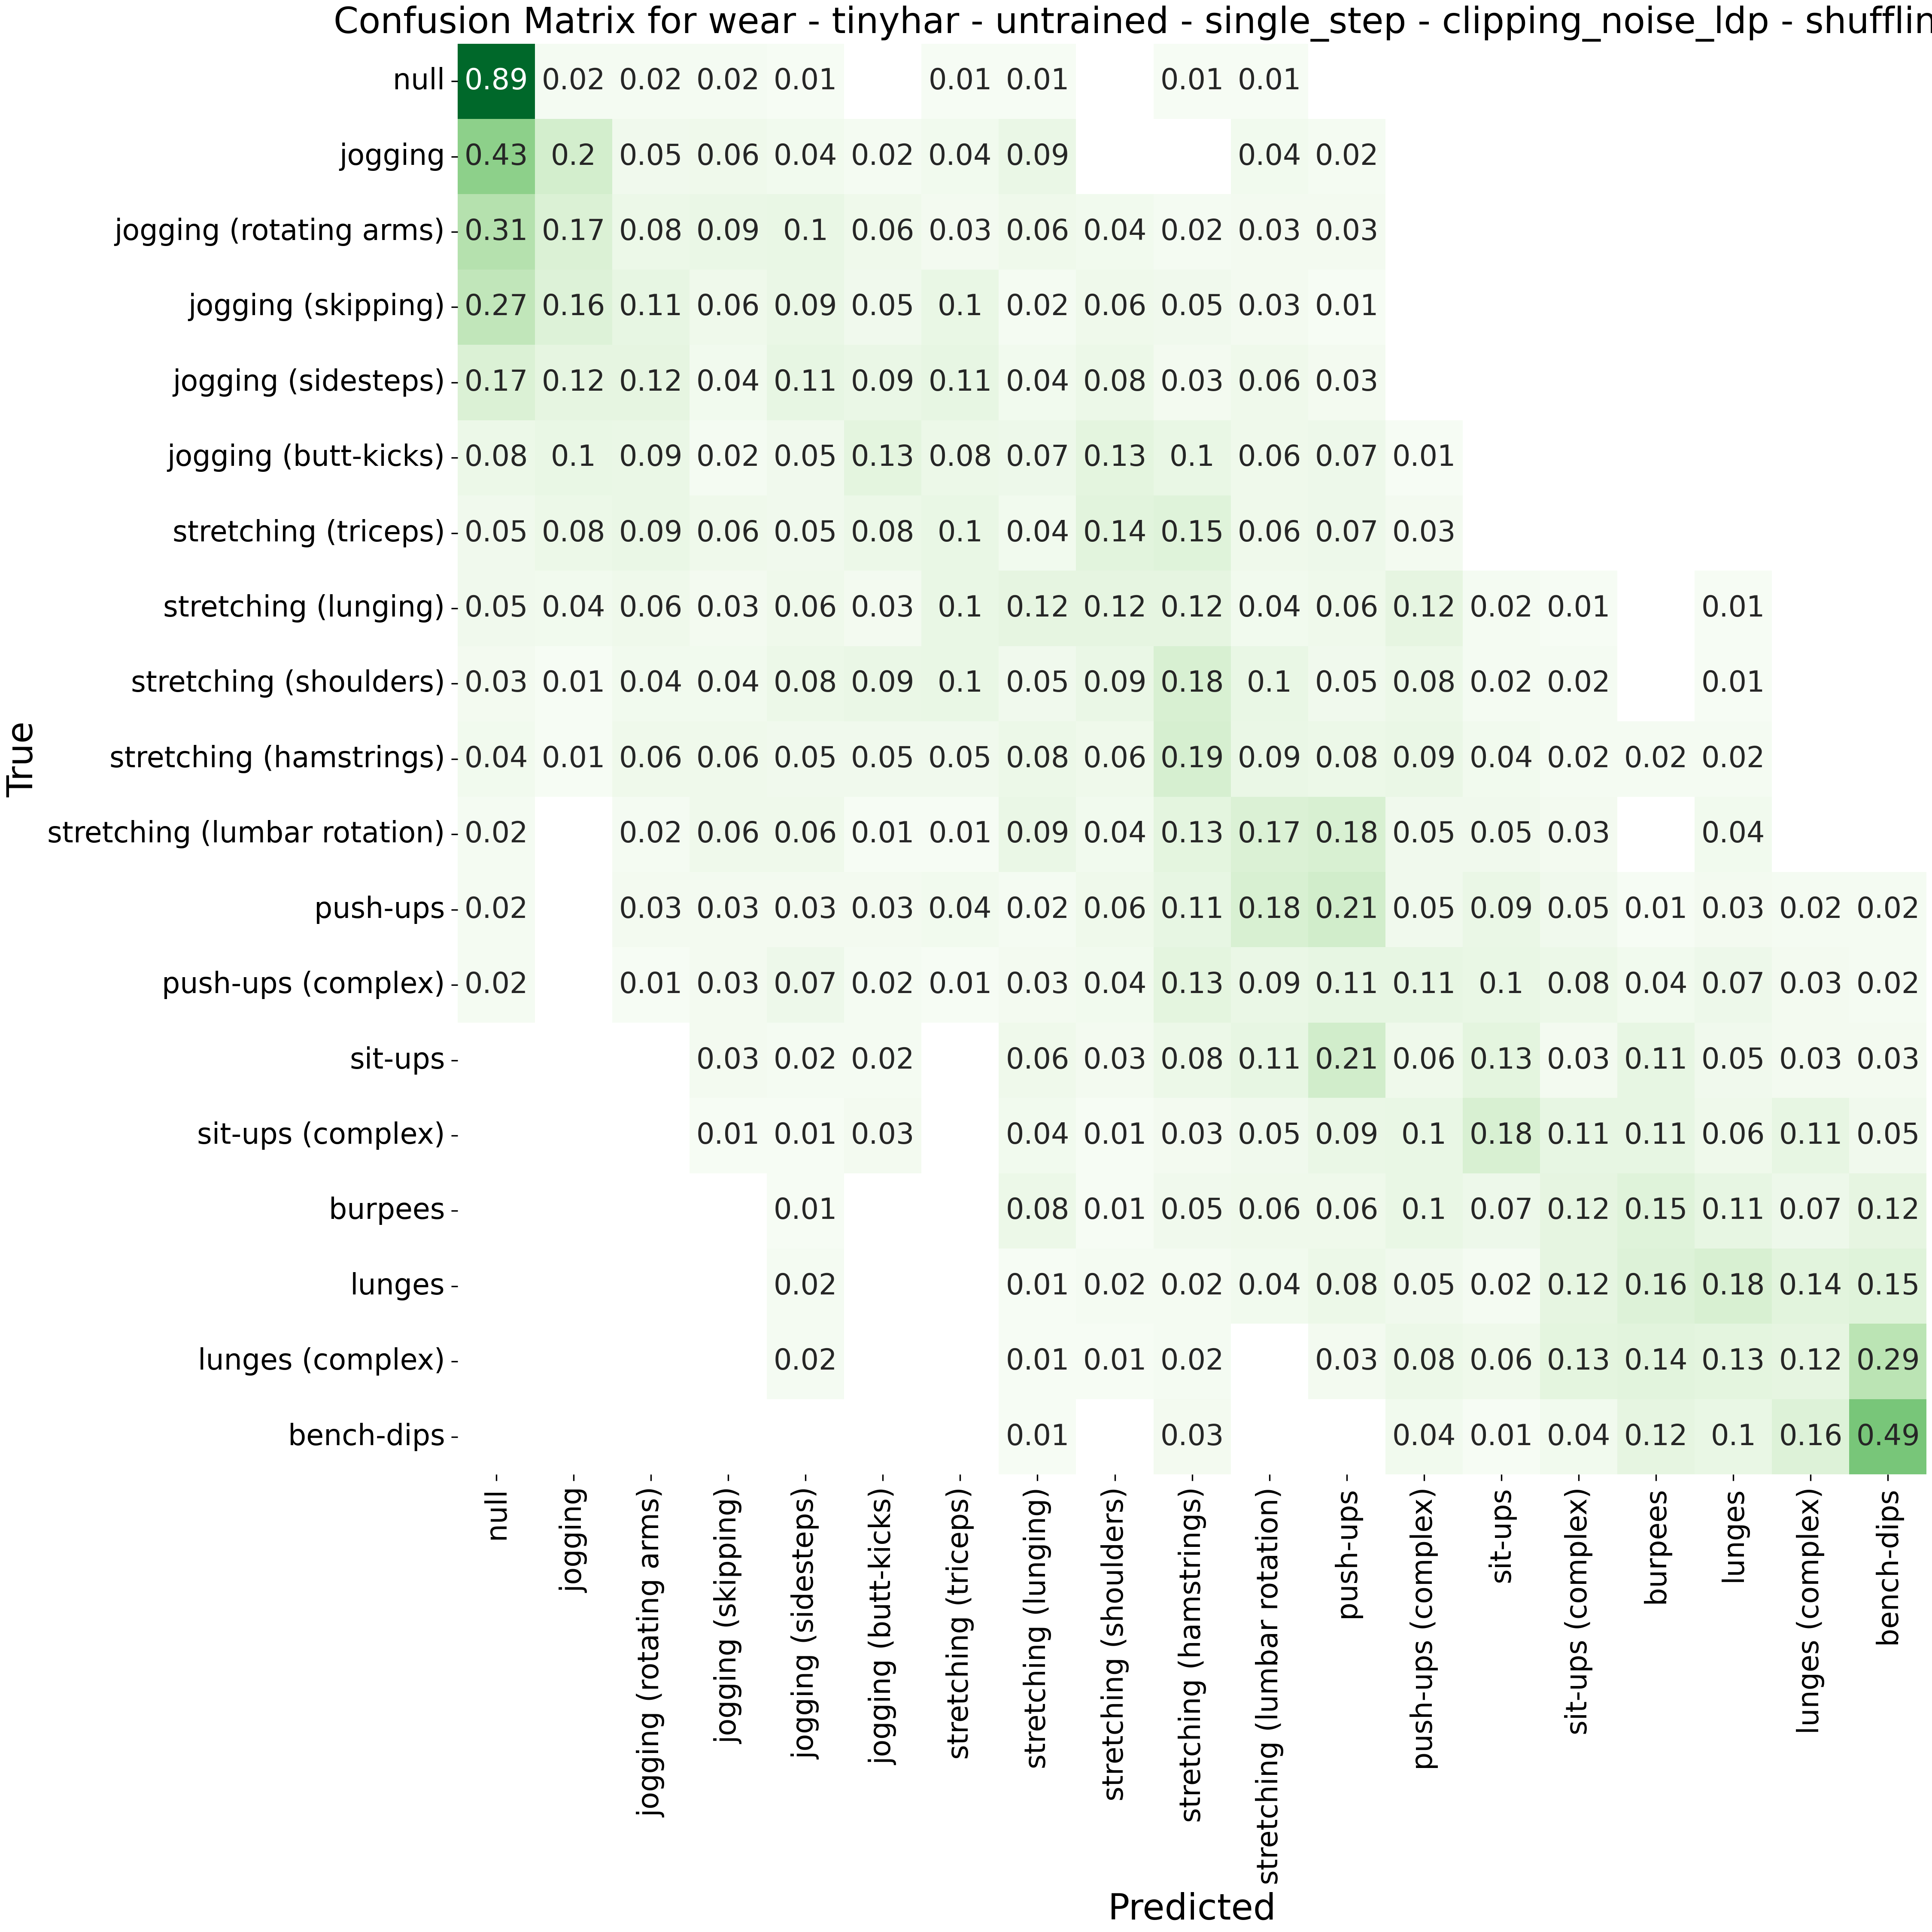 Confusion Matrix for wear - tinyhar - untrained - single_step - clipping_noise_ldp - shufflin
null 0.89 0.02 0.02 0.02 0.01 0.01 0.01 0.01 0.01
jogging 0.43 0.2 0.05 0.06 0.04 0.02 0.04 0.09 0.04 0.02
jogging (rotating arms) 0.31 0.17 0.08 0.09 0.1 0.06 0.03 0.06 0.04 0.02 0.03 0.03
jogging (skipping) 0.27 0.16 0.11 0.06 0.09 0.05 0.1 0.02 0.06 0.05 0.03 0.01
jogging (sidesteps) 0.17 0.12 0.12 0.04 0.11 0.09 0.11 0.04 0.08 0.03 0.06 0.03
jogging (butt-kicks) 0.08 0.1 0.09 0.02 0.05 0.13 0.08 0.07 0.13 0.1 0.06 0.07 0.01
stretching (triceps) 0.05 0.08 0.09 0.06 0.05 0.08 0.1 0.04 0.14 0.15 0.06 0.07 0.03
stretching (lunging) 0.05 0.04 0.06 0.03 0.06 0.03 0.1 0.12 0.12 0.12 0.04 0.06 0.12 0.02 0.01 0.01
stretching (shoulders) 0.03 0.01 0.04 0.04 0.08 0.09 0.1 0.05 0.09 0.18 0.1 0.05 0.08 0.02 0.02 0.01
stretching (hamstrings) 0.04 0.01 0.06 0.06 0.05 0.05 0.05 0.08 0.06 0.19 0.09 0.08 0.09 0.04 0.02 0.02 0.02
stretching (lumbar rotation) 0.02 0.02 0.06 0.06 0.01 0.01 0.09 0.04 0.13 0.17 0.18 0.05 0.05 0.03 0.04
push-ups 0.02 0.03 0.03 0.03 0.03 0.04 0.02 0.06 0.11 0.18 0.21 0.05 0.09 0.05 0.01 0.03 0.02 0.02
push-ups (complex) 0.02 0.01 0.03 0.07 0.02 0.01 0.03 0.04 0.13 0.09 0.11 0.11 0.1 0.08 0.04 0.07 0.03 0.02
sit-ups 0.03 0.02 0.02 0.06 0.03 0.08 0.11 0.21 0.06 0.13 0.03 0.11 0.05 0.03 0.03
sit-ups (complex) 0.01 0.01 0.03 0.04 0.01 0.03 0.05 0.09 0.1 0.18 0.11 0.11 0.06 0.11 0.05
burpees 0.01 0.08 0.01 0.05 0.06 0.06 0.1 0.07 0.12 0.15 0.11 0.07 0.12
lunges 0.02 0.01 0.02 0.02 0.04 0.08 0.05 0.02 0.12 0.16 0.18 0.14 0.15
lunges (complex) 0.02 0.01 0.01 0.02 0.03 0.08 0.06 0.13 0.14 0.13 0.12 0.29
bench-dips 0.01 0.03 0.04 0.01 0.04 0.12 0.1 0.16 0.49
True
null
jogging
jogging (rotating arms)
jogging (skipping)
jogging (sidesteps)
jogging (butt-kicks)
stretching (triceps)
stretching (lunging)
stretching (shoulders)
stretching (hamstrings)
stretching (lumbar rotation)
push-ups
push-ups (complex)
sit-ups
sit-ups (complex)
burpees
lunges
lunges (complex)
bench-dips
Predicted